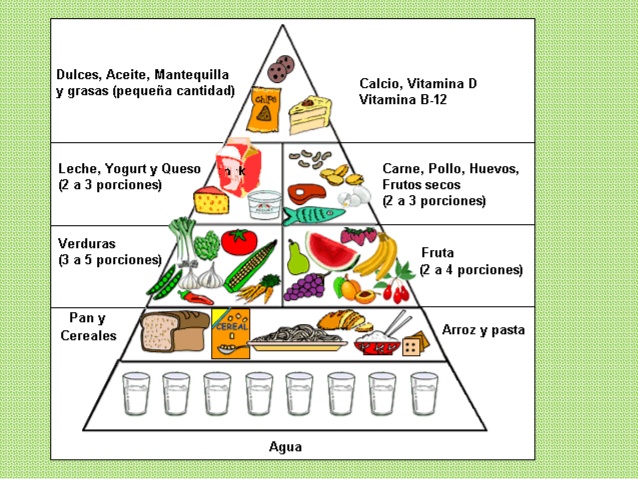 Dulces, Aceite, Mantequilla
y grasas (pequeña cantidad)
Calcio, Vitamina D
Vitamina B-12
CHIPS
Leche, Yogurt y Queso
(2 a 3 porciones)
Carne, Pollo, Huevos,
Frutos secos
(2 a 3 porciones)
Verduras
(3 a 5 porciones)
Fruta
(2 a 4 porciones)
Pan y
Cereales
CEREAL
Arroz y pasta
Agua